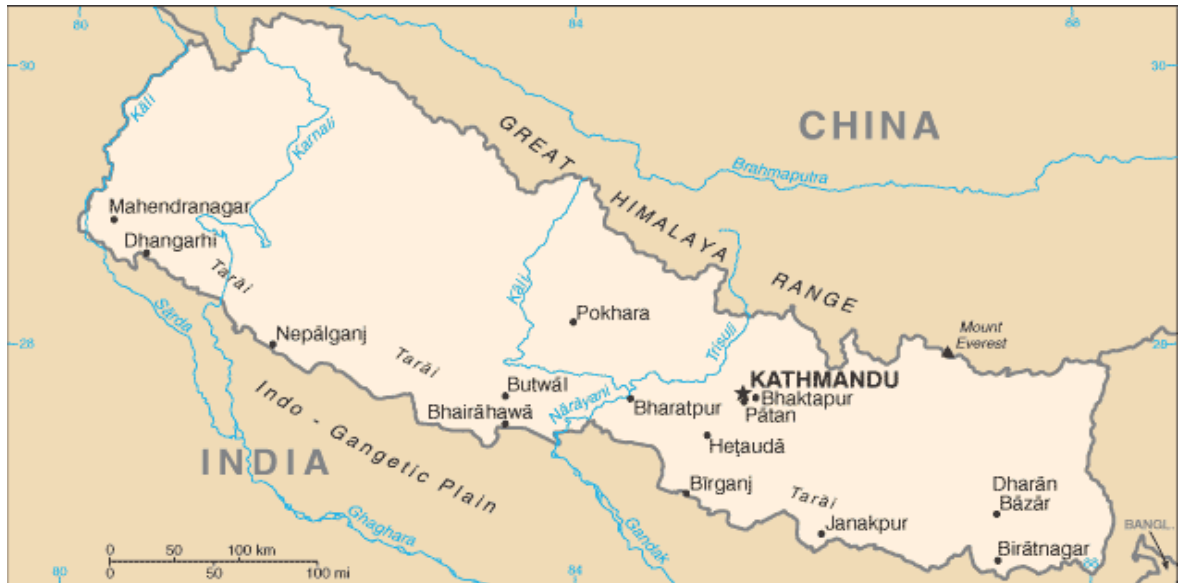 80
84
88
30
30
Kāli
Karnali
CHINA
GREAT HIMALAYA RANGE
Brahmaputra
Mahendranagar
Dhangarhi
Tarāi
Sārda
Kāli
Pokhara
Trisuli
Mount
Everest
28
28
Nepālganj
Tarāi
Butwāl
KATHMANDU
Bhaktapur
Pātan
Bhairāhawā
Nārāyani
Bharatpur
Heţaudā
INDIA
Indo - Gangetic Plain
Bīrganj
Tarāi
Dharān
Bāzār
Janakpur
BANGL.
Ghaghara
Gandak
Birātnagar
0 50 100 km
0 50 100 mi
80
84
88